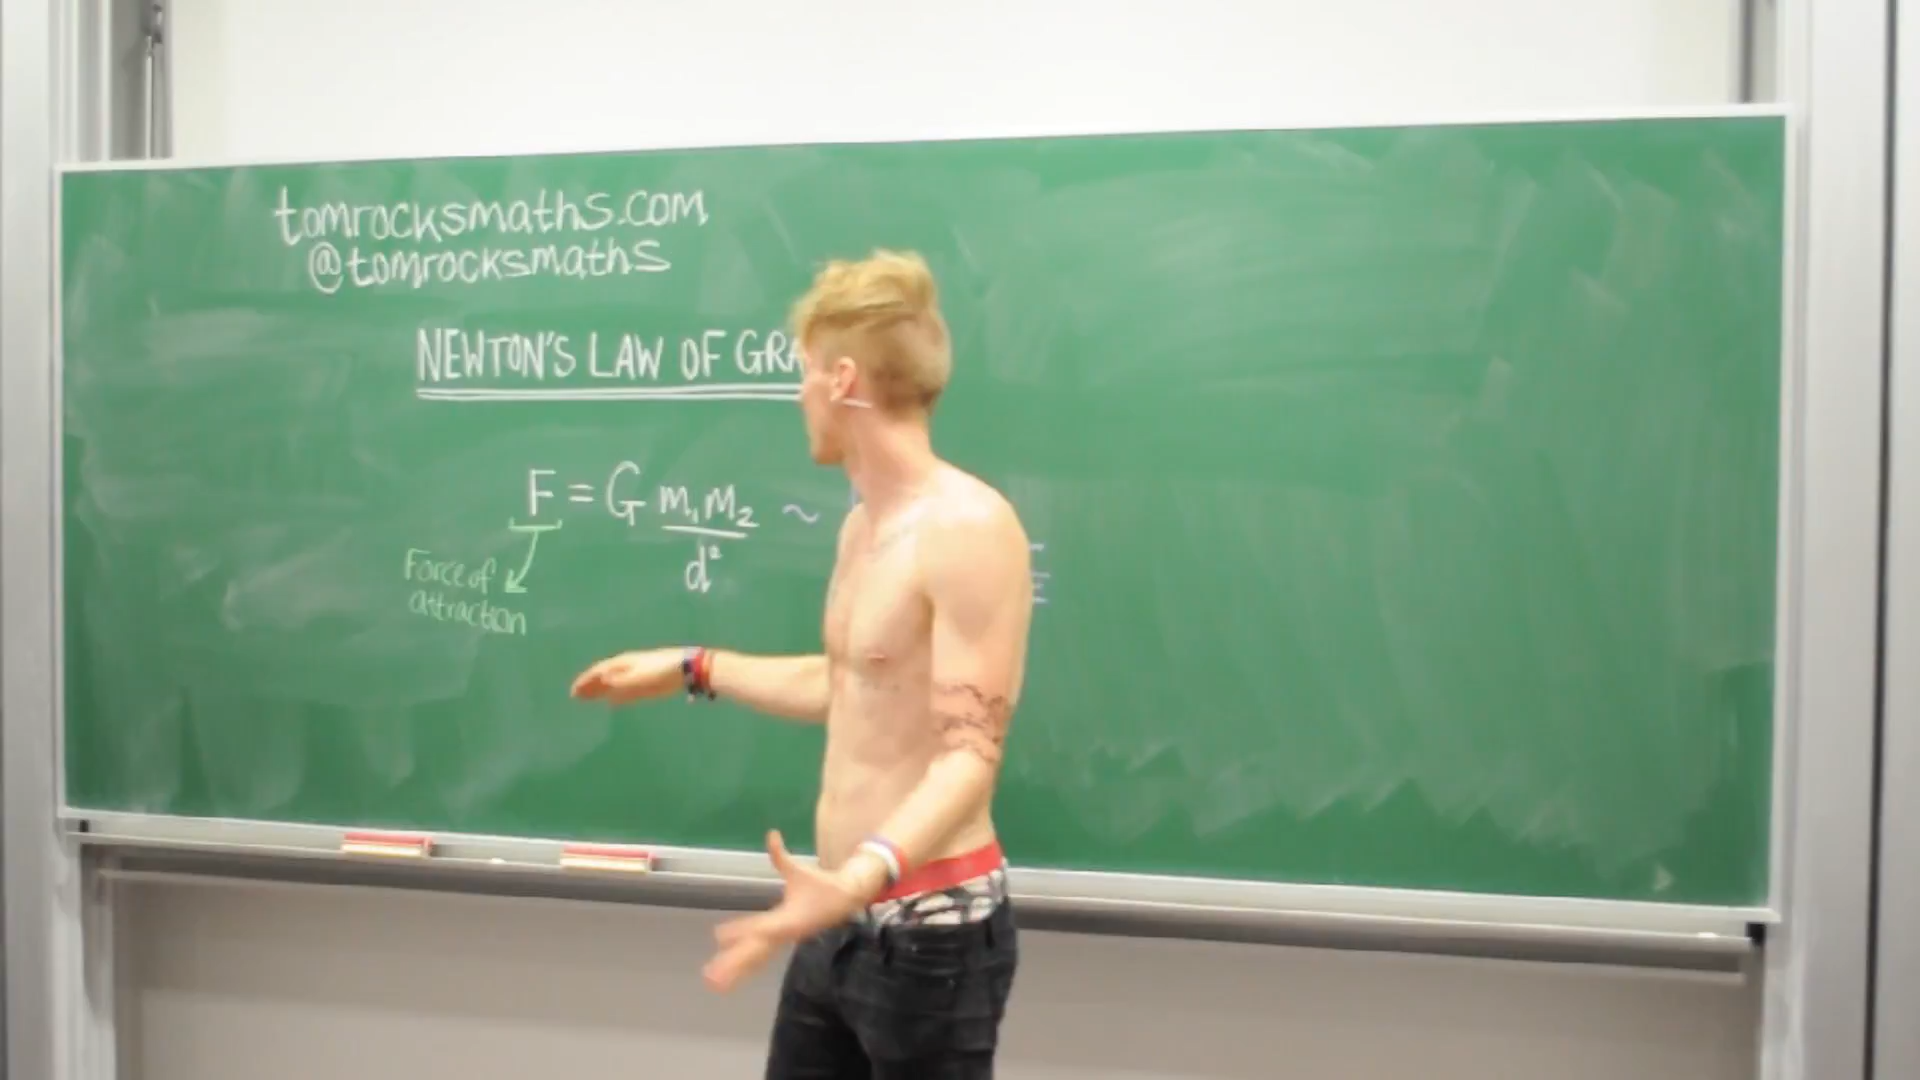 tomrocksmaths.com
@tomrocksmaths
NEWTON'S LAW OF GRA
F = G m₁m₂ ~
d²
Force of
attraction